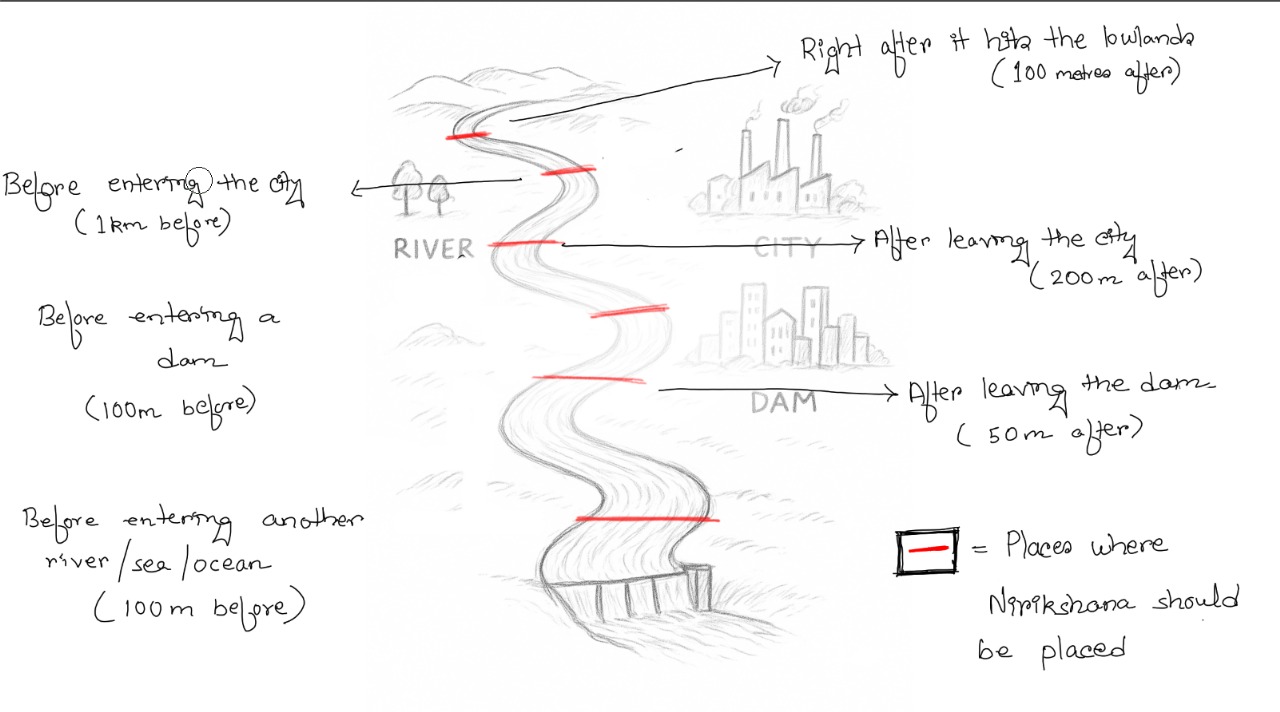 Right after it hits the lowlands
(100 metres after)
Before entering the city
(1km before)
RIVER
CITY
After leaving the city
(200m after)
Before entering a
dam
(100m before)
DAM
After leaving the dam
(50m after)
Before entering another
river/sea/ocean
(100m before)
= Places where
Nirikshana should
be placed